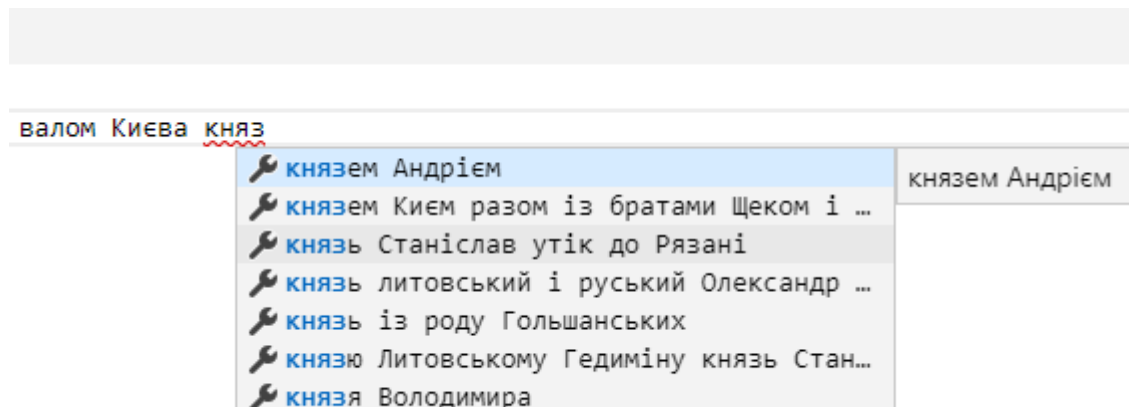 валом Києва княз
князем Андрієм
князем Андрієм
князем Києм разом із братами Щеком і …
князь Станіслав утік до Рязані
князь литовський і руський Олександр …
князь із роду Гольшанських
князю Литовському Гедиміну князь Стан…
князя Володимира